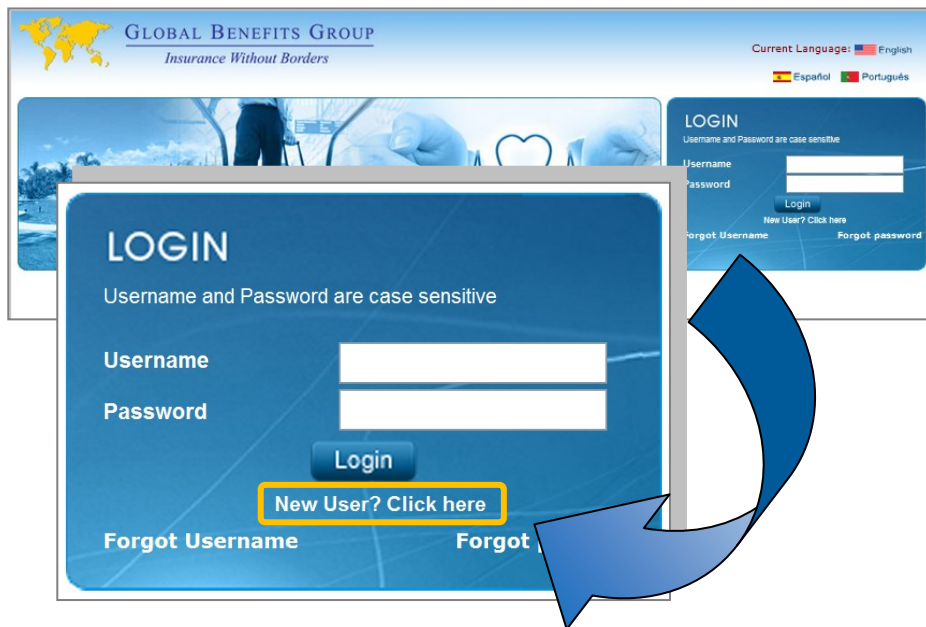 GLOBAL BENEFITS GROUP
Insurance Without Borders
Current Language: English
Español Português
LOGIN
Username and Password are case sensitive
Username
Password
Login
New User? Click here
Forgot Username Forgot password
LOGIN
Username and Password are case sensitive
Username
Password
Login
New User? Click here
Forgot Username Forgot